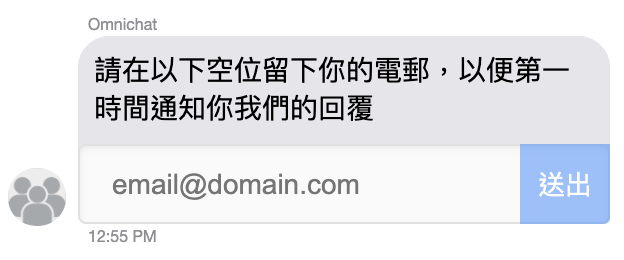 Omnichat
請在以下空位留下你的電郵，以便第一
時間通知你我們的回覆
email@domain.com 送出
12:55 PM